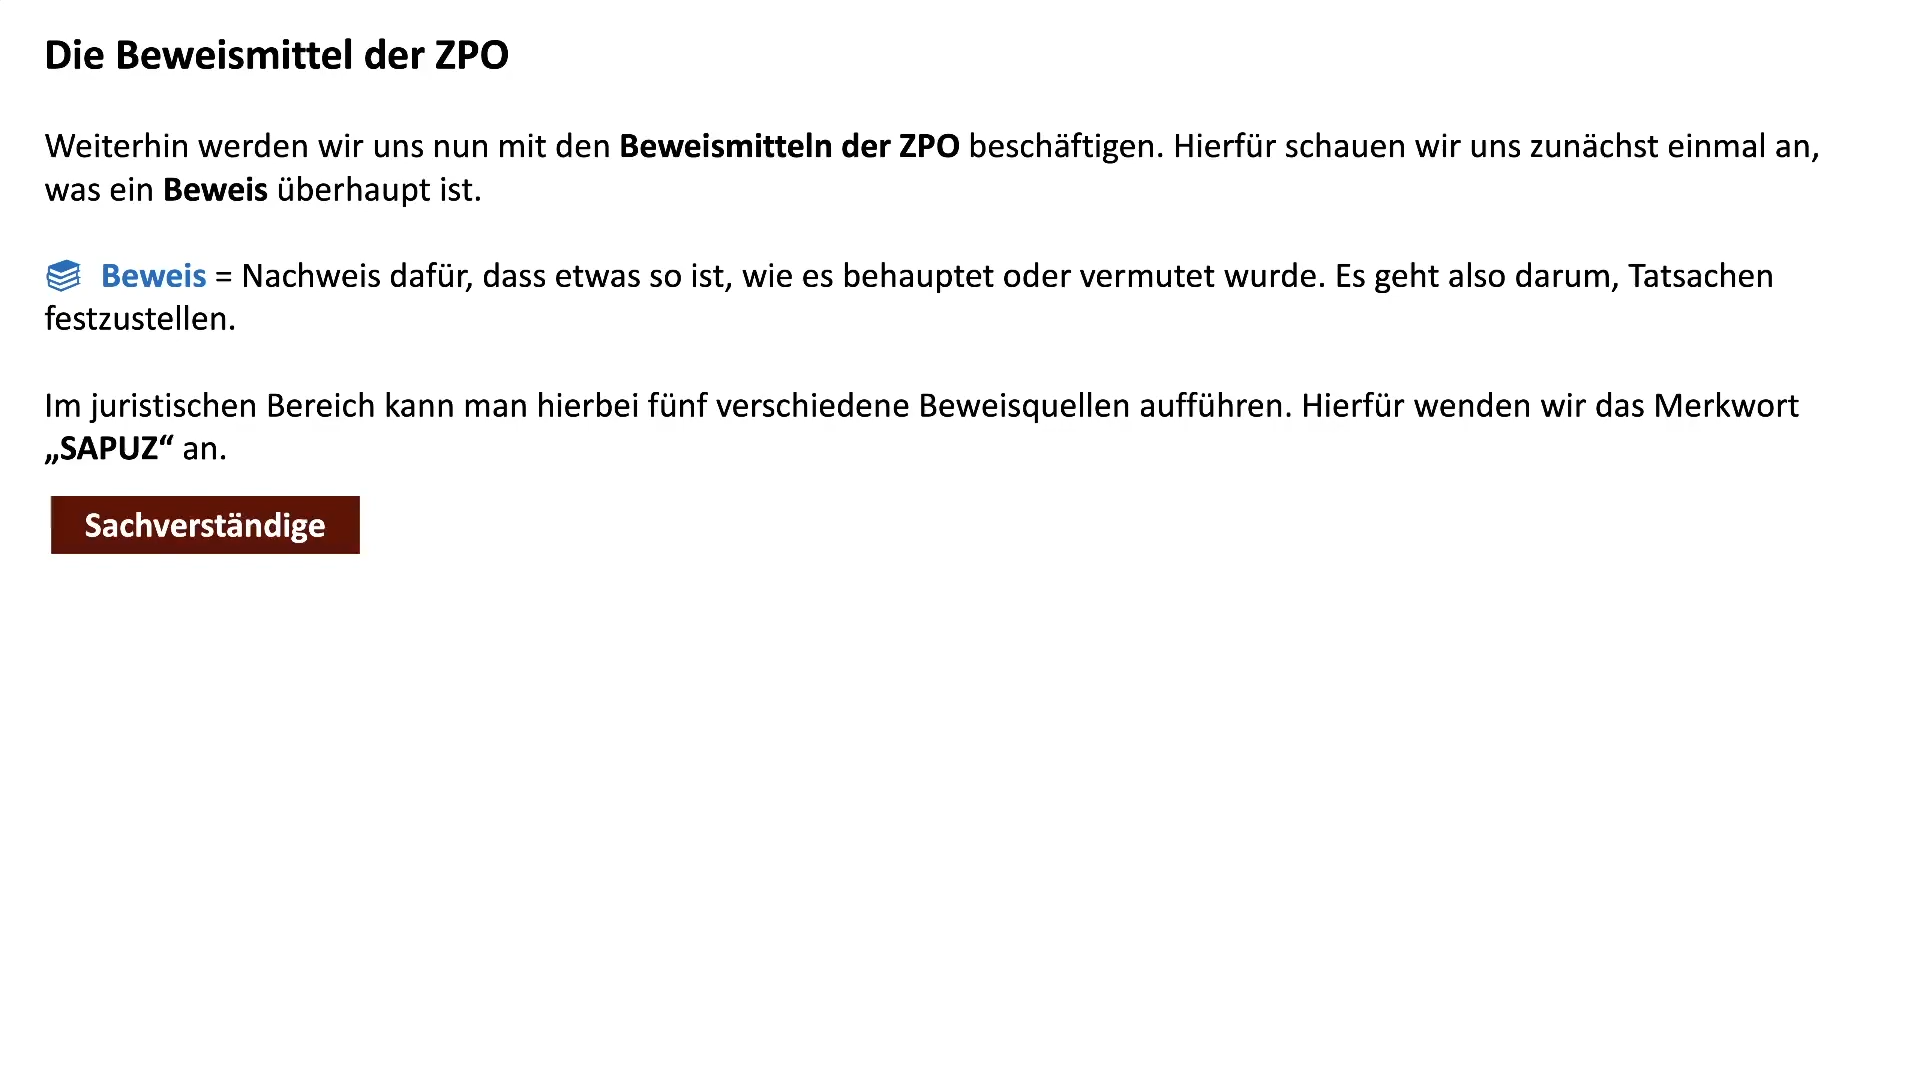 Die Beweismittel der ZPO
Weiterhin werden wir uns nun mit den Beweismitteln der ZPO beschäftigen. Hierfür schauen wir uns zunächst einmal an,
was ein Beweis überhaupt ist.
Beweis = Nachweis dafür, dass etwas so ist, wie es behauptet oder vermutet wurde. Es geht also darum, Tatsachen
festzustellen.
Im juristischen Bereich kann man hierbei fünf verschiedene Beweisquellen aufführen. Hierfür wenden wir das Merkwort
„SAPUZ“ an.
Sachverständige